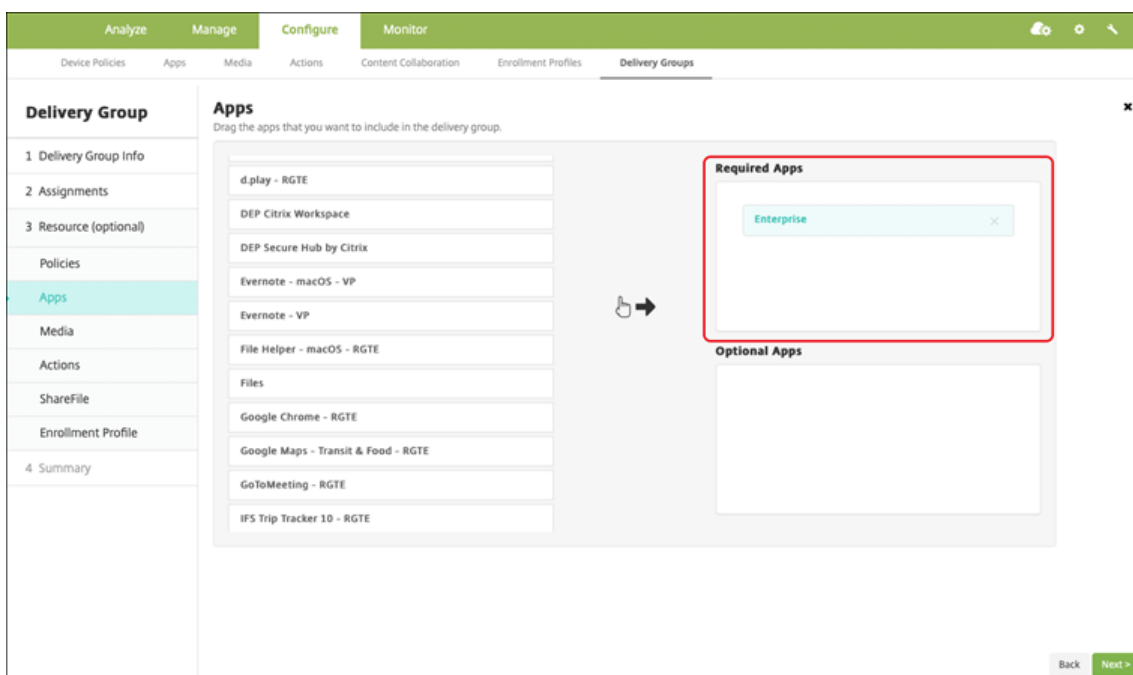 Analyze Manage Configure Monitor
Device Policies Apps Media Actions Content Collaboration Enrollment Profiles Delivery Groups
Delivery Group
1 Delivery Group Info
2 Assignments
3 Resource (optional)
Policies
Apps
Media
Actions
ShareFile
Enrollment Profile
4 Summary
Apps
Drag the apps that you want to include in the delivery group.
d.play - RGTE
DEP Citrix Workspace
DEP Secure Hub by Citrix
Evernote - macOS - VP
Evernote - VP
File Helper - macOS - RGTE
Files
Google Chrome - RGTE
Google Maps - Transit & Food - RGTE
GoToMeeting - RGTE
IFS Trip Tracker 10 - RGTE
Required Apps
Enterprise
Optional Apps
Back Next >